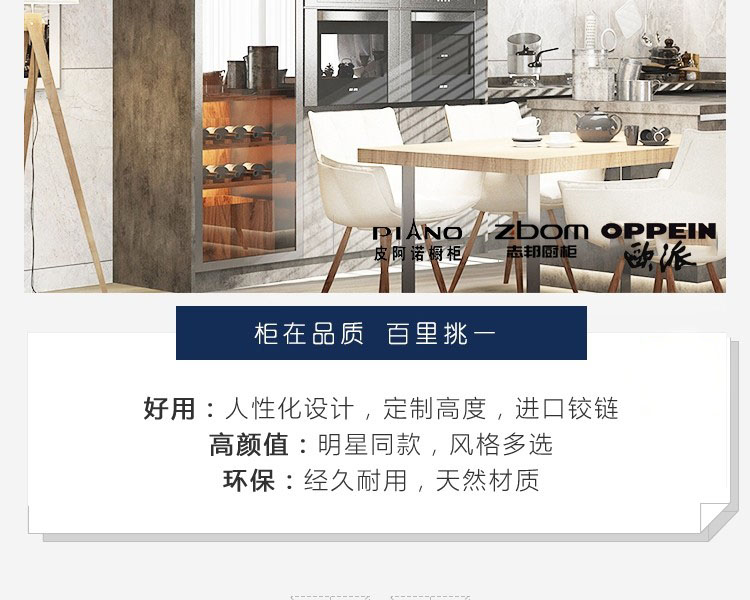 PIANO zbom OPPEIN
皮阿诺橱柜 志邦厨柜 欧派
柜在品质 百里挑一
好用：人性化设计，定制高度，进口铰链
高颜值：明星同款，风格多选
环保：经久耐用，天然材质